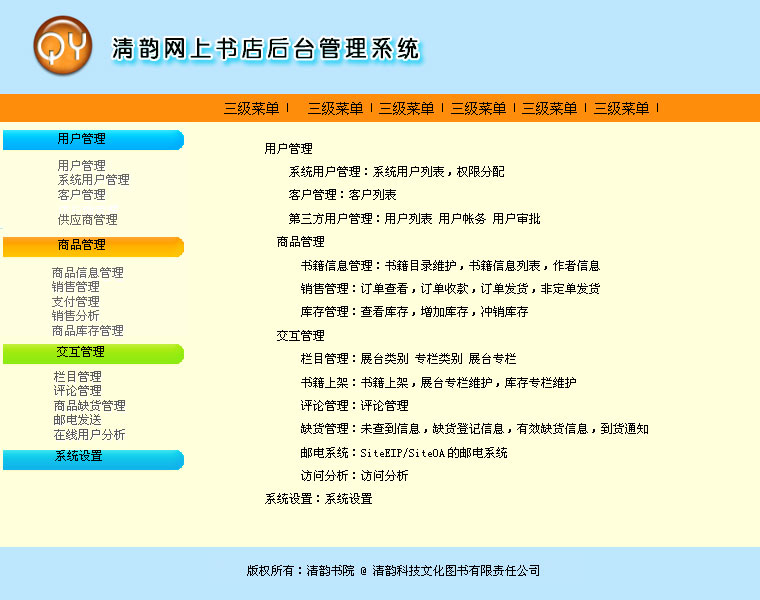 QY 清韵网上书店后台管理系统
三级菜单 | 三级菜单 | 三级菜单 | 三级菜单 | 三级菜单 | 三级菜单 |
用户管理
用户管理
系统用户管理
客户管理
供应商管理
商品管理
商品信息管理
销售管理
支付管理
销售分析
商品库存管理
交互管理
栏目管理
评论管理
商品缺货管理
邮电发送
在线用户分析
系统设置
用户管理
系统用户管理：系统用户列表，权限分配
客户管理：客户列表
第三方用户管理：用户列表 用户帐务 用户审批
商品管理
书籍信息管理：书籍目录维护，书籍信息列表，作者信息
销售管理：订单查看，订单收款，订单发货，非定单发货
库存管理：查看库存，增加库存，冲销库存
交互管理
栏目管理：展台类别 专栏类别 展台专栏
书籍上架：书籍上架，展台专栏维护，库存专栏维护
评论管理：评论管理
缺货管理：未查到信息，缺货登记信息，有效缺货信息，到货通知
邮电系统：SiteEIP/SiteOA的邮电系统
访问分析：访问分析
系统设置：系统设置
版权所有：清韵书院 @ 清韵科技文化图书有限责任公司